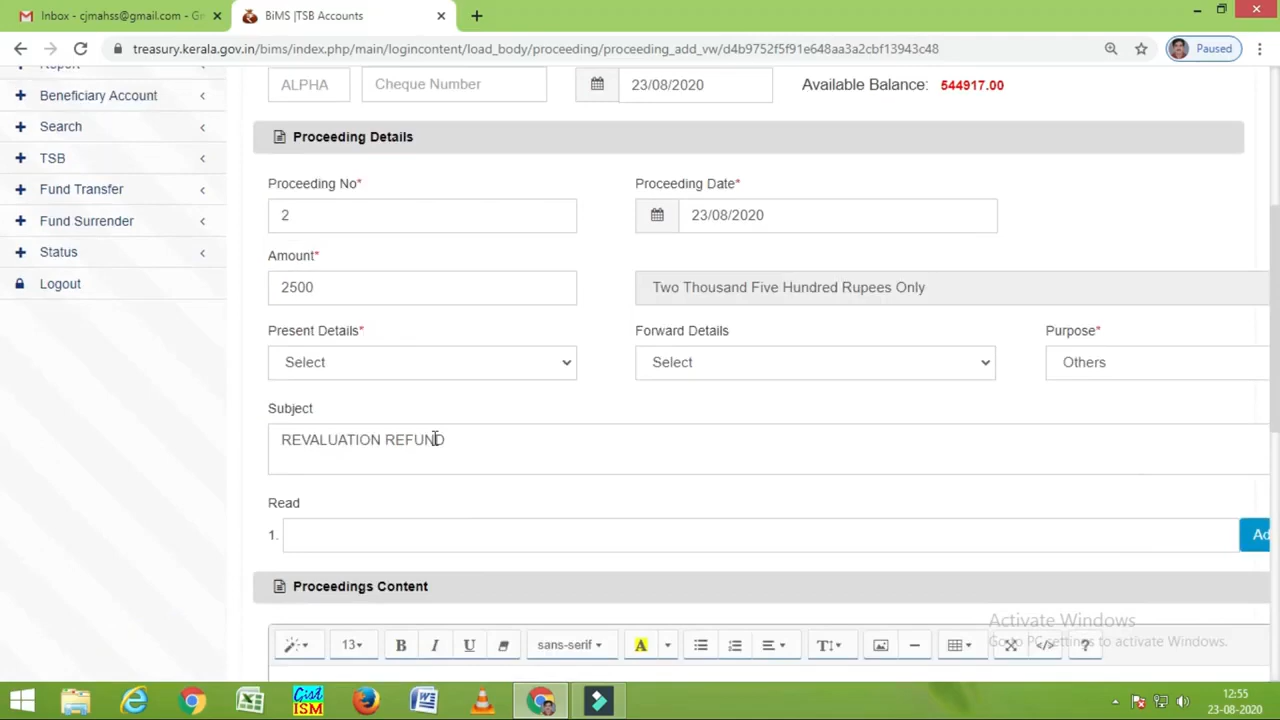 Inbox - cjmahss@gmail.com - G
BiMS |TSB Accounts
treasury.kerala.gov.in/bims/index.php/main/logincontent/load_body/proceeding/proceeding_add_vw/d4b9752f5f91e648aa3a2cbf13943c48
Paused
Report
Beneficiary Account
Search
TSB
Fund Transfer
Fund Surrender
Status
Logout
ALPHA
Cheque Number
23/08/2020
Available Balance: 544917.00
Proceeding Details
Proceeding No*
Proceeding Date*
2
23/08/2020
Amount*
2500
Two Thousand Five Hundred Rupees Only
Present Details*
Forward Details
Purpose*
Select
Select
Others
Subject
REVALUATION REFUND
Read
1.
Ad
Proceedings Content
13
B I U
sans-serif
A
Activate Windows
Go to PC settings to activate Windows.
Gist
ISM
12:55
23-08-2020